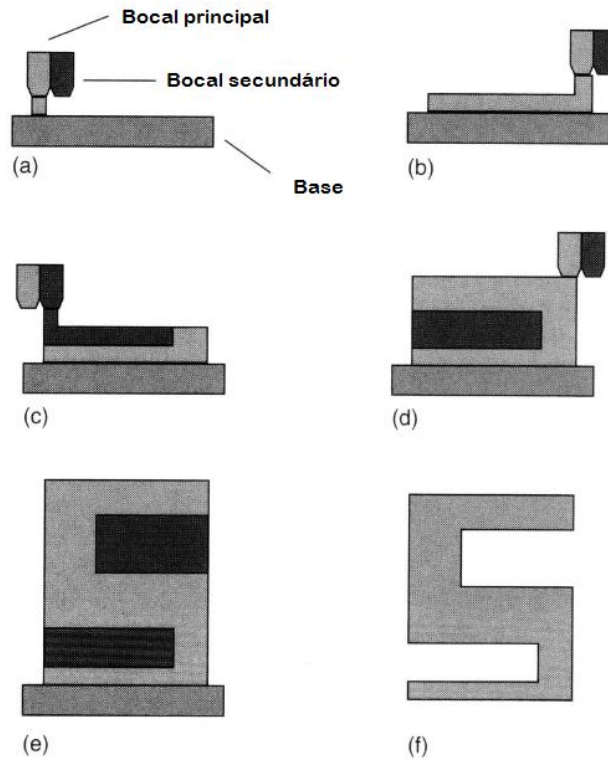 Bocal principal
Bocal secundário
Base
(a)
(b)
(c)
(d)
(e)
(f)